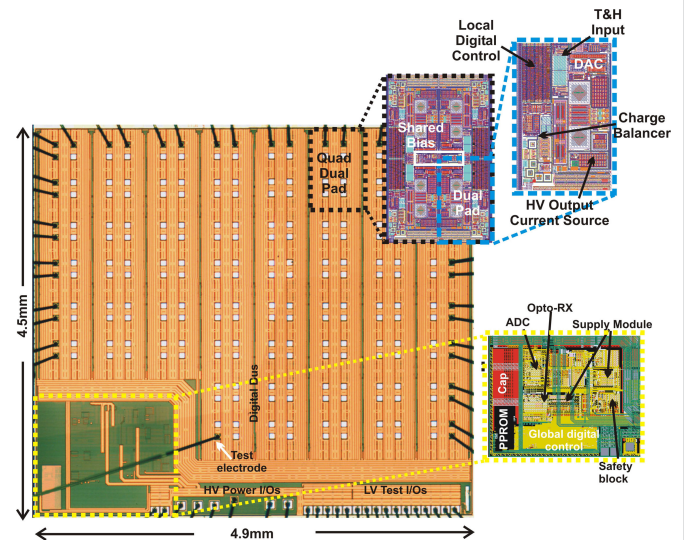 T&H
Input
Local
Digital
Control
DAC
Charge
Balancer
HV Output
Current Source
Shared
Bias
Dual
Pad
Quad
Dual
Pad
4.5mm
Digital Dus
Test
electrode
HV Power I/Os
LV Test I/Os
4.9mm
Opto-RX
ADC
Supply Module
Cap
PPROM
Global digital
control
Safety
block